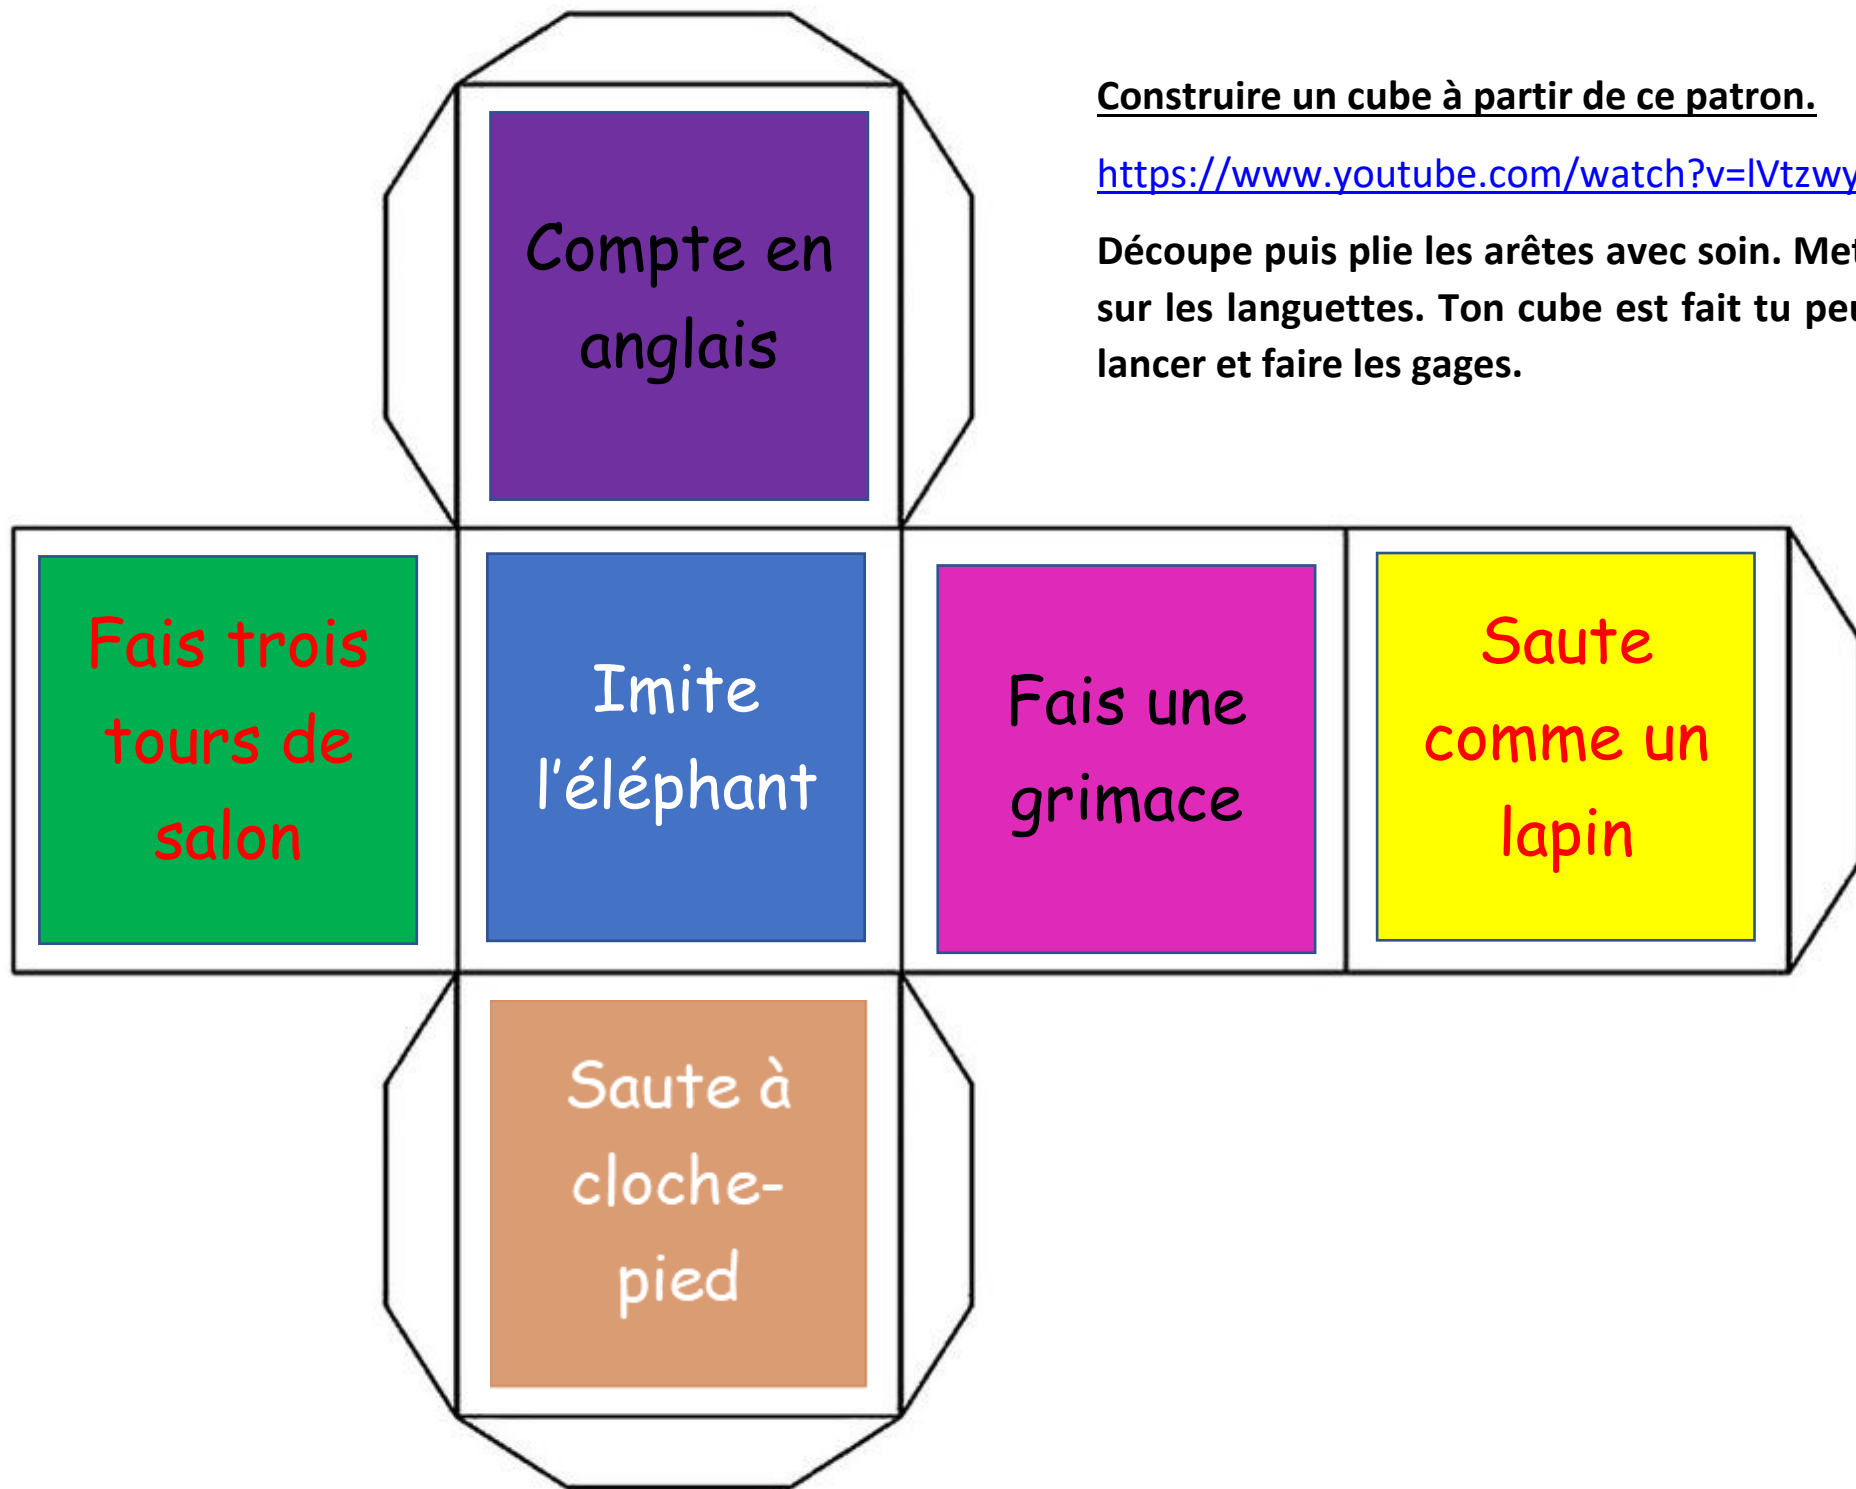 Construire un cube à partir de ce patron.
https://www.youtube.com/watch?v=lVtzwy
Découpe puis plie les arêtes avec soin. Met
sur les languettes. Ton cube est fait tu peu
lancer et faire les gages.
Compte en
anglais
Fais trois
tours de
salon
Imite
l'éléphant
Fais une
grimace
Saute
comme un
lapin
Saute à
cloche-
pied